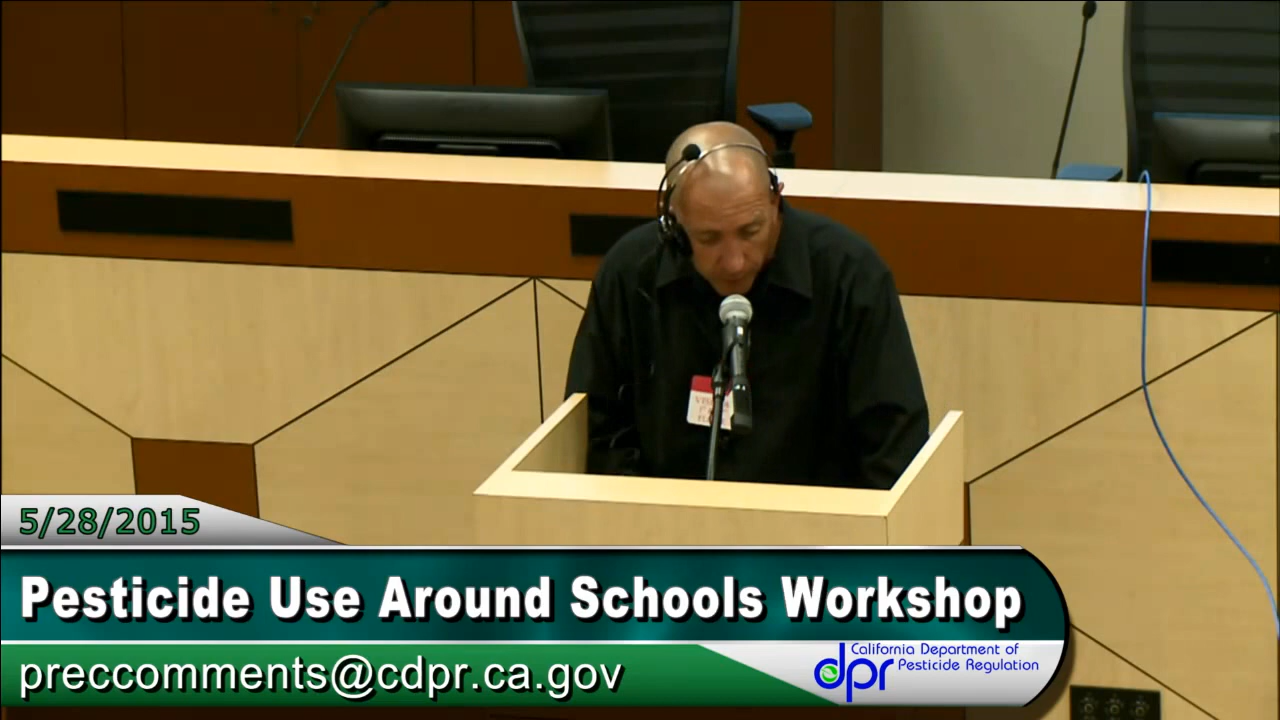 5/28/2015
Pesticide Use Around Schools Workshop
preccomments@cdpr.ca.gov
dpr
California Department of
Pesticide Regulation